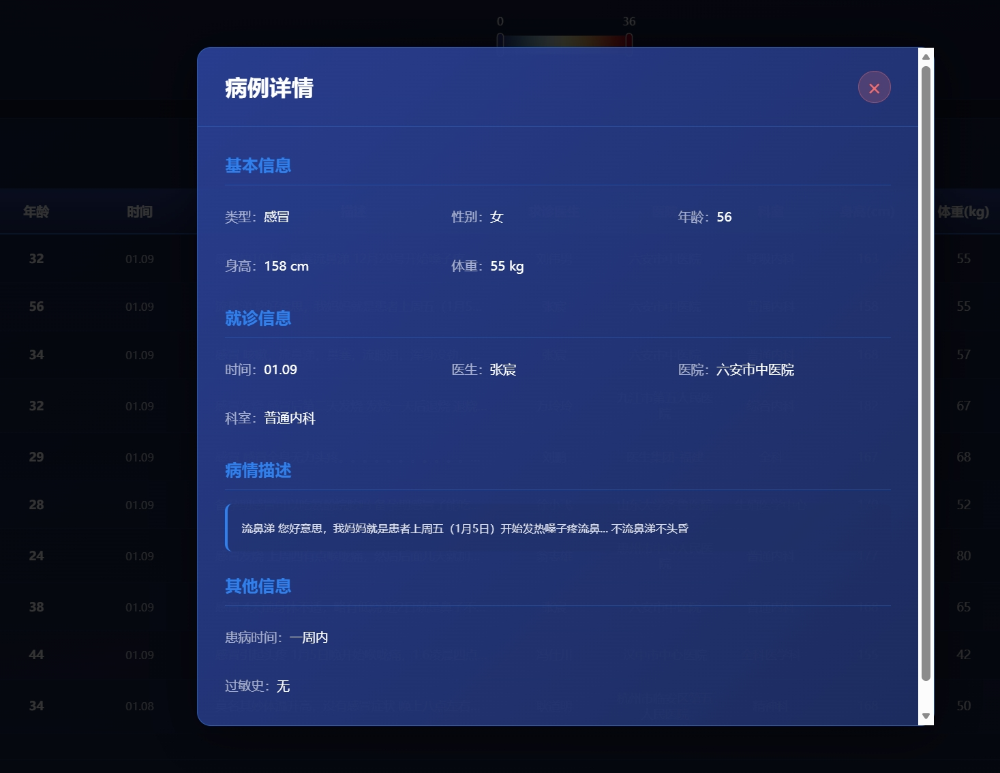 0 36
病例详情
基本信息
类型：感冒 性别：女 年龄：56
身高：158 cm 体重：55 kg
就诊信息
时间：01.09 医生：张宸 医院：六安市中医院
科室：普通内科
病情描述
流鼻涕 您好意思，我妈妈就是患者上周五（1月5日）开始发热嗓子疼流鼻... 不流鼻涕不头昏
其他信息
患病时间：一周内
过敏史：无
年龄 时间 体重(kg)
32 01.09 55
56 01.09 55
34 01.09 57
32 01.09 67
29 01.09 68
28 01.09 52
24 01.09 80
38 01.09 65
44 01.09 42
34 01.08 50